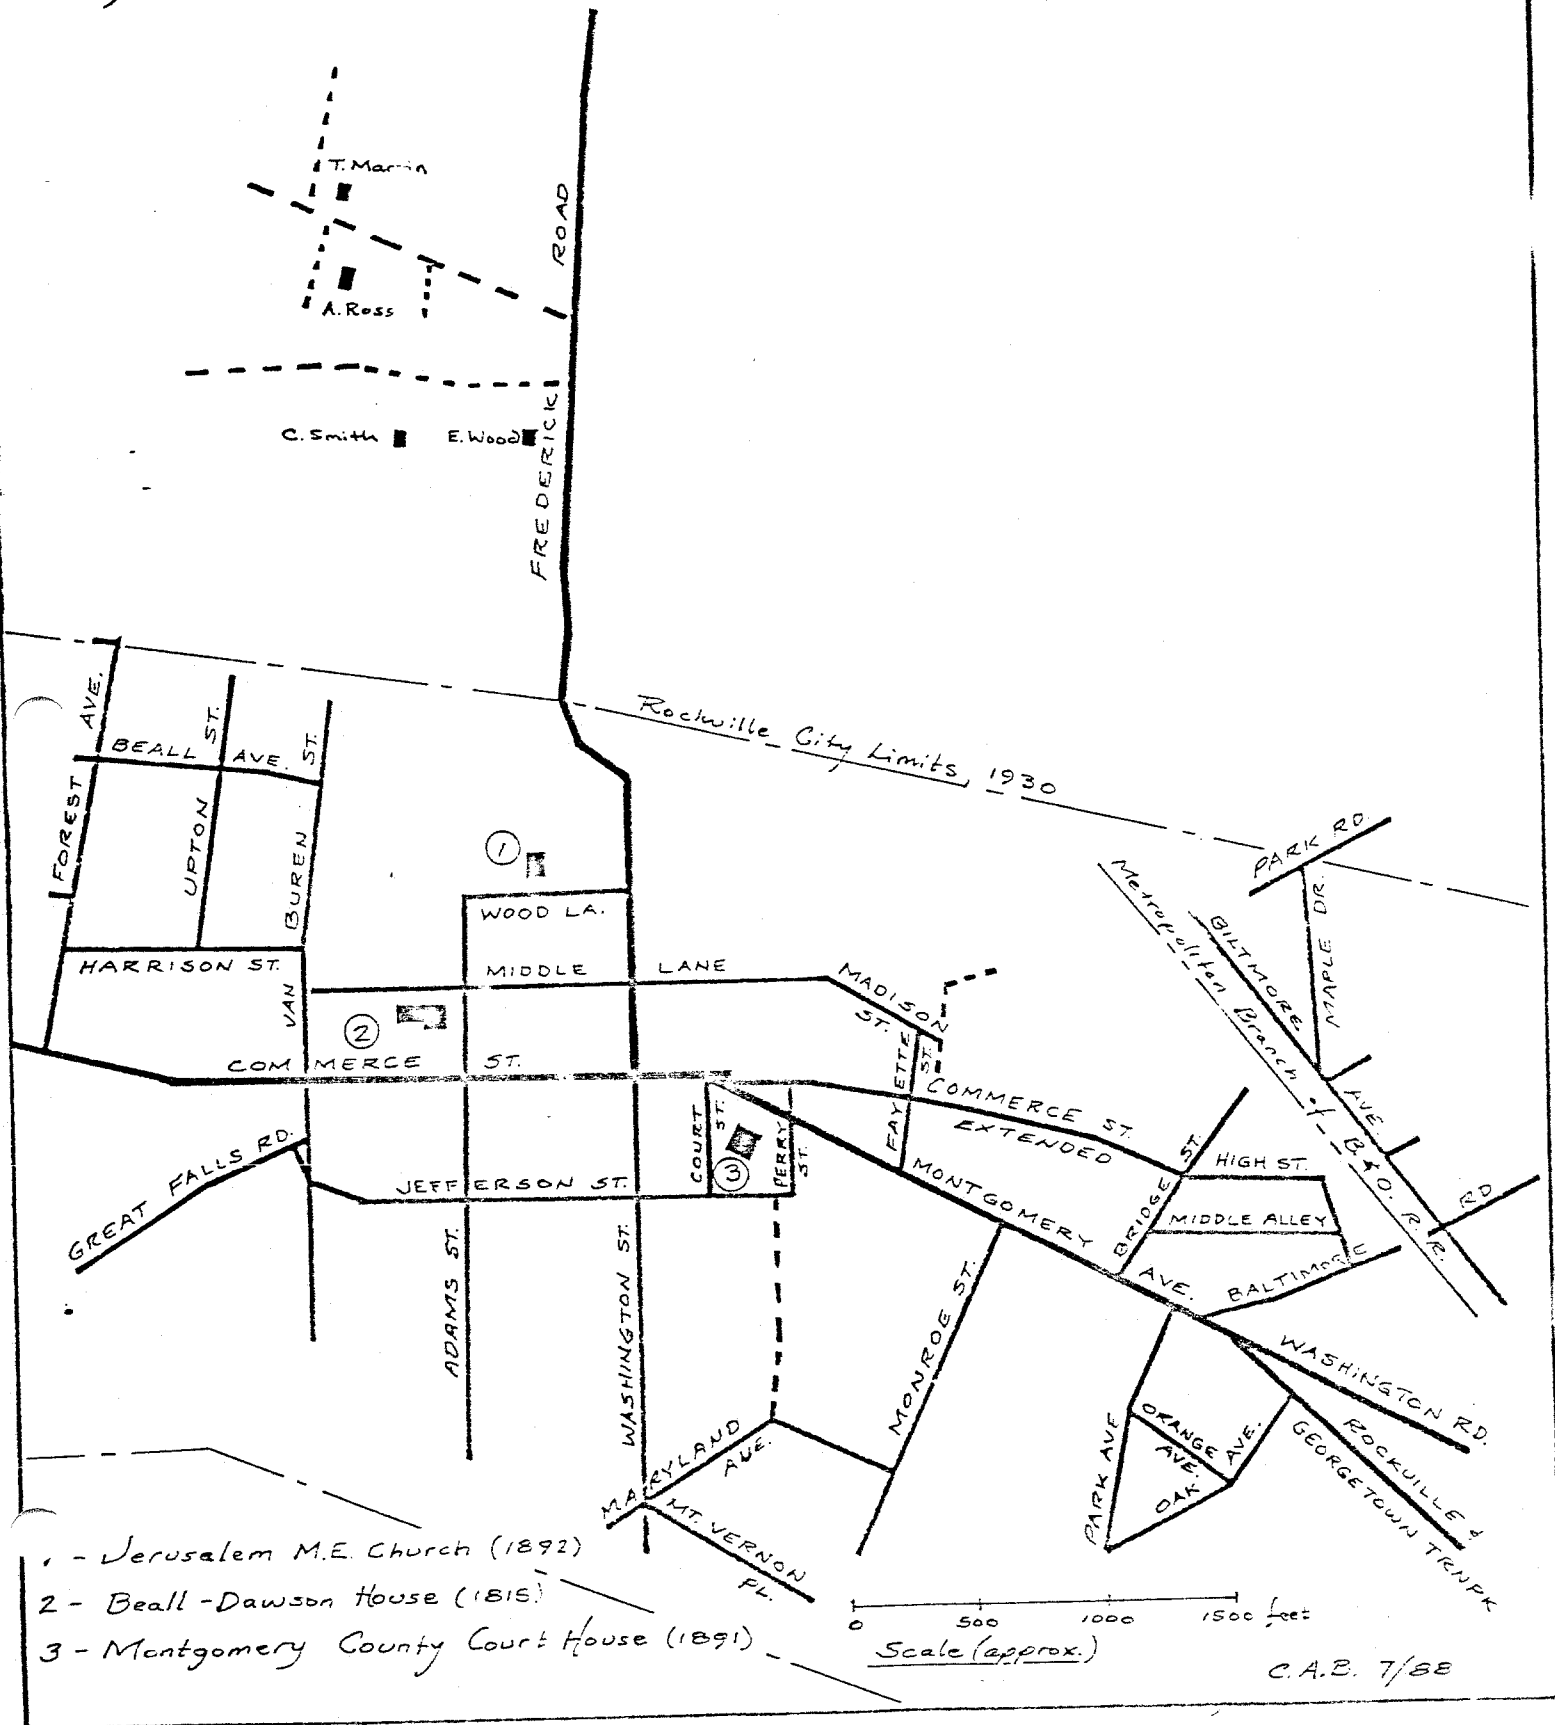 T. Martin
A. Ross
C. Smith
E. Wood
FREDERICK ROAD
Rockville City Limits, 1930
FOREST AVE.
BEALL AVE.
UPTON ST.
VAN BUREN ST.
HARRISON ST.
1
WOOD LA.
MIDDLE LANE
2
COMMERCE ST.
MADISON ST.
FAYETTE ST.
COMMERCE ST. EXTENDED
COURT ST.
PERRY ST.
3
GREAT FALLS RD.
JEFFERSON ST.
ADAMS ST.
WASHINGTON ST.
MONTGOMERY AVE.
MONROE ST.
MARYLAND AVE.
MT. VERNON PL.
BRIDGE ST.
HIGH ST.
MIDDLE ALLEY
BALTIMORE RD
PARK RD.
MAPLE DR.
BILTMORE AVE.
Metropolitan Branch of B.&O. R.R.
PARK AVE
ORANGE AVE.
OAK AVE.
WASHINGTON RD.
ROCKVILLE & GEORGETOWN TRNPK
1 - Jerusalem M.E. Church (1892)
2 - Beall-Dawson House (1815)
3 - Montgomery County Court House (1891)
0 500 1000 1500 feet
Scale (approx.)
C.A.B. 7/88